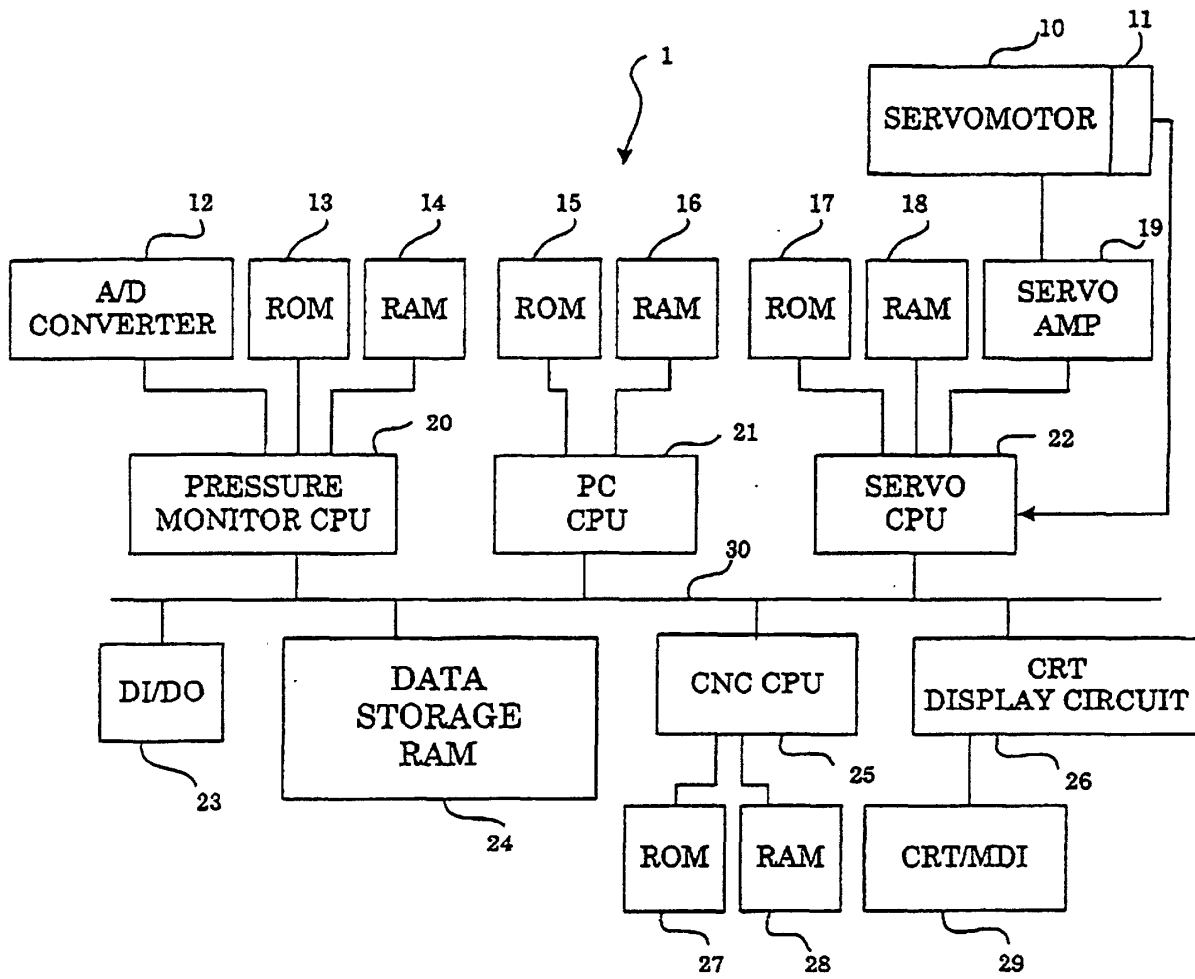 1
10
11
SERVOMOTOR
12
13
14
15
16
17
18
19
A/D
CONVERTER
ROM
RAM
ROM
RAM
ROM
RAM
SERVO
AMP
20
21
22
PRESSURE
MONITOR CPU
PC
CPU
SERVO
CPU
30
DI/DO
DATA
STORAGE
RAM
CNC CPU
CRT
DISPLAY CIRCUIT
23
24
25
26
ROM
RAM
CRT/MDI
27
28
29